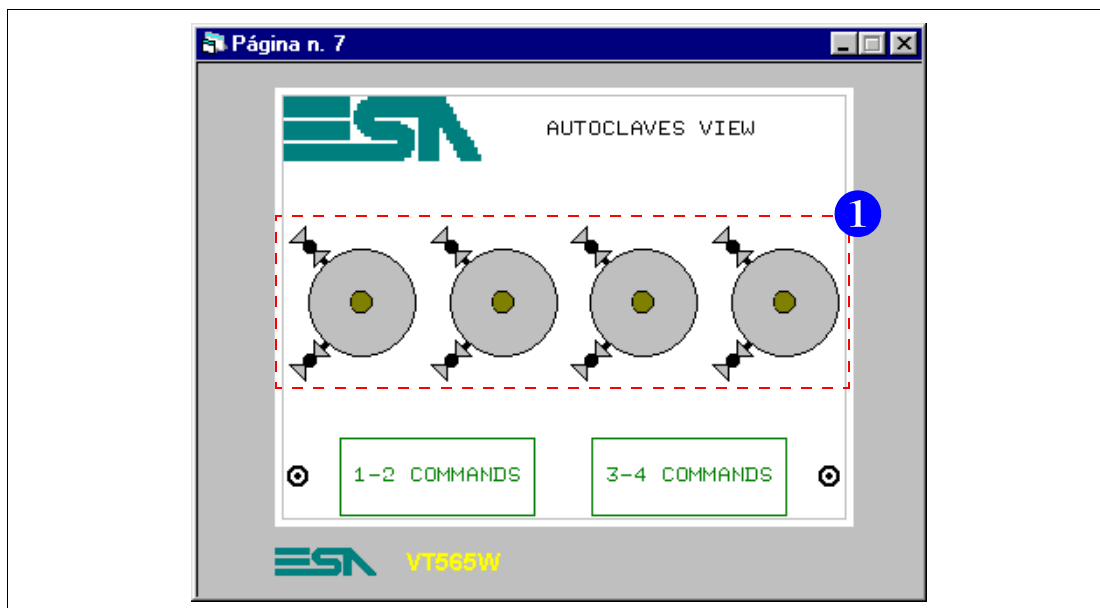 Página n. 7
ESA
AUTOCLAVES VIEW
1
1-2 COMMANDS
3-4 COMMANDS
ESA
VT565W